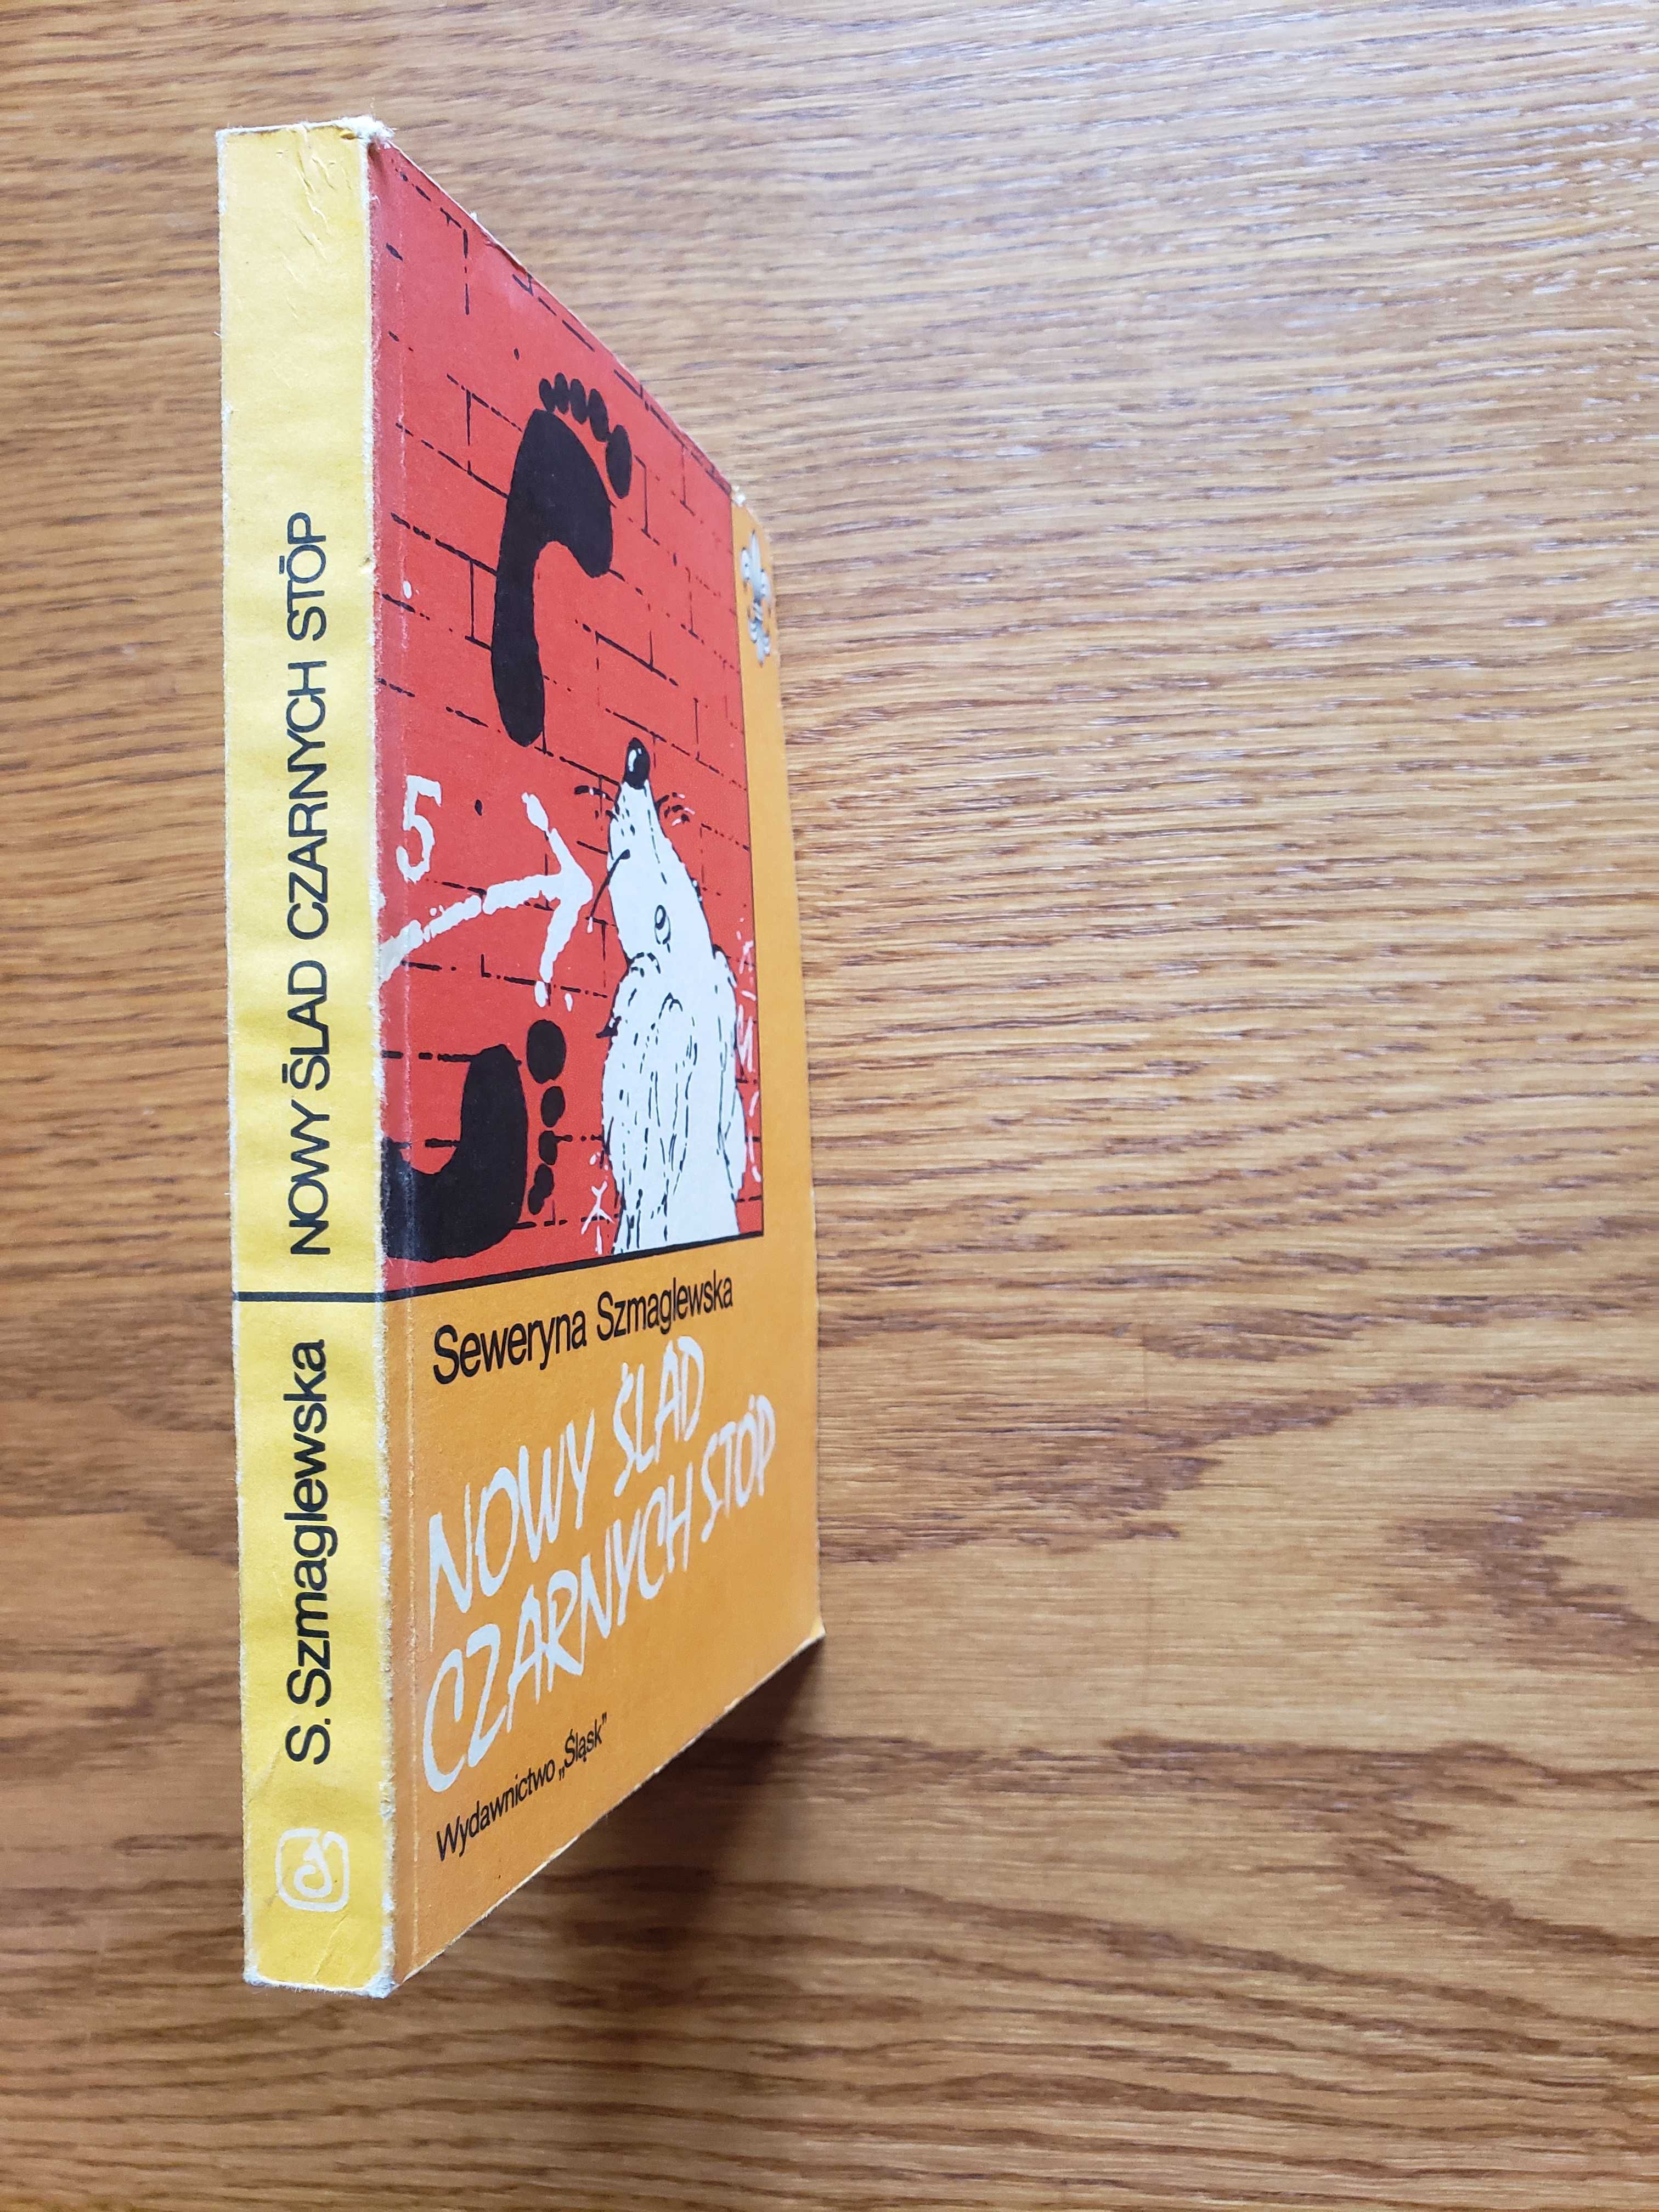 S. Szmaglewska | NOWY ŚLAD CZARNYCH STÓP
5
Seweryna Szmaglewska
NOWY ŚLAD
CZARNYCH STÓP
Wydawnictwo „Śląsk”